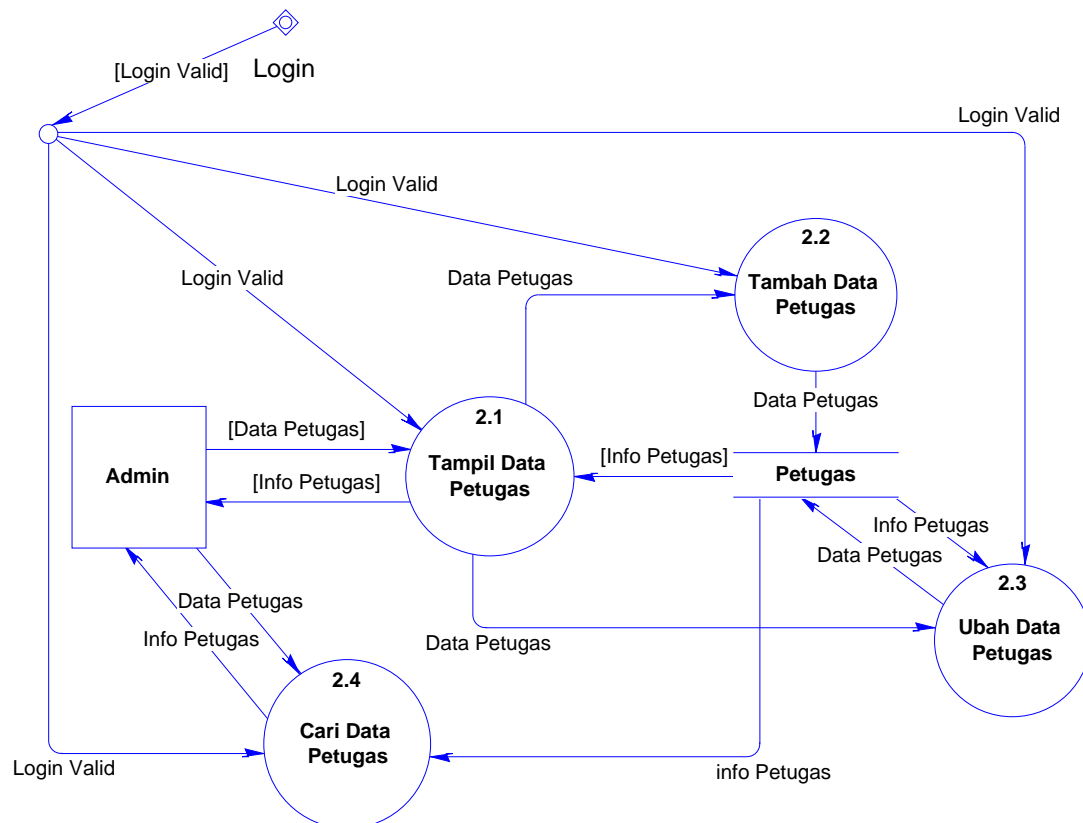 [Login Valid]
Login
Login Valid
Login Valid
2.2
Tambah Data
Petugas
Login Valid
Data Petugas
Data Petugas
2.1
Tampil Data
Petugas
[Data Petugas]
[Info Petugas]
Admin
[Info Petugas]
Petugas
Info Petugas
Data Petugas
2.3
Ubah Data
Petugas
Data Petugas
Info Petugas
Data Petugas
2.4
Cari Data
Petugas
Login Valid
info Petugas